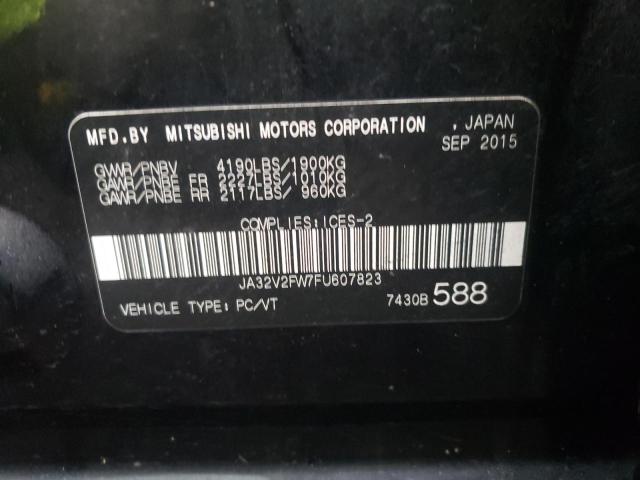 MFD.BY MITSUBISHI MOTORS CORPORATION , JAPAN
SEP 2015
GVWR/PNBV 4190LBS/1900KG
GAWR/PNBE FR 2227LBS/1010KG
GAWR/PNBE RR 2117LBS/ 960KG
COMPLIES:ICES-2
JA32V2FW7FU607823
VEHICLE TYPE: PC/VT 7430B 588